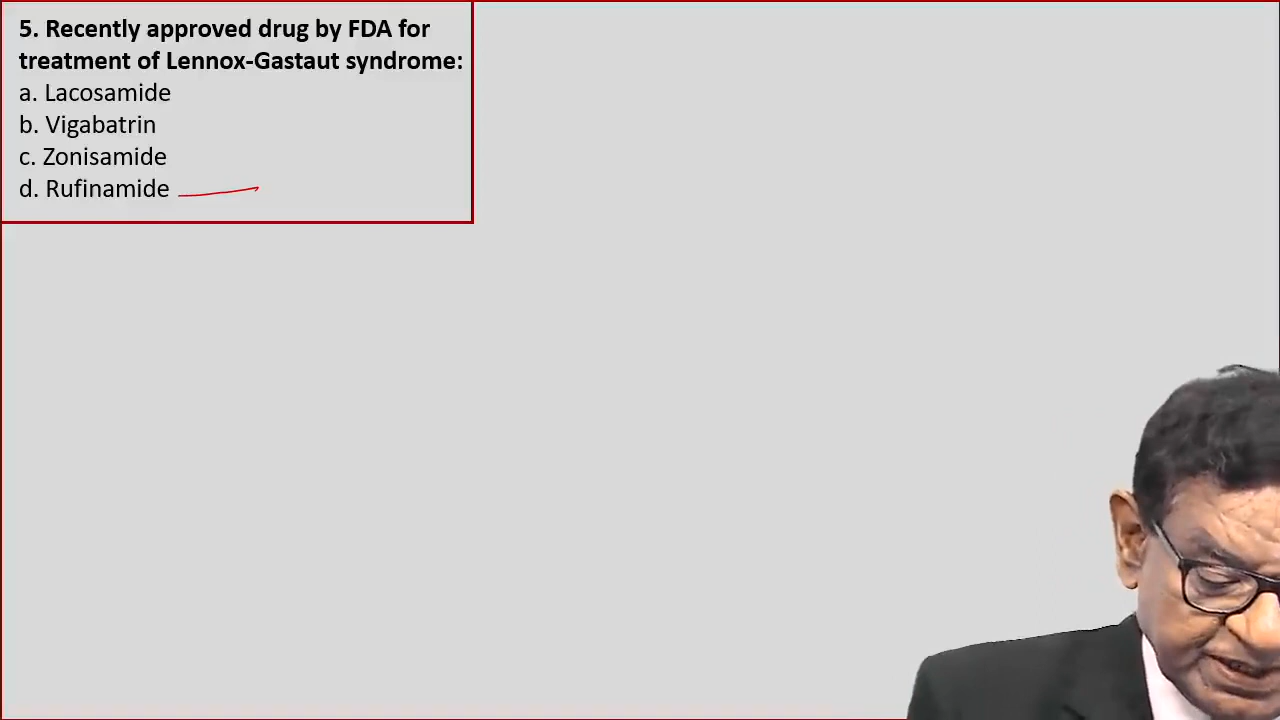 5. Recently approved drug by FDA for
treatment of Lennox-Gastaut syndrome:
a. Lacosamide
b. Vigabatrin
c. Zonisamide
d. Rufinamide